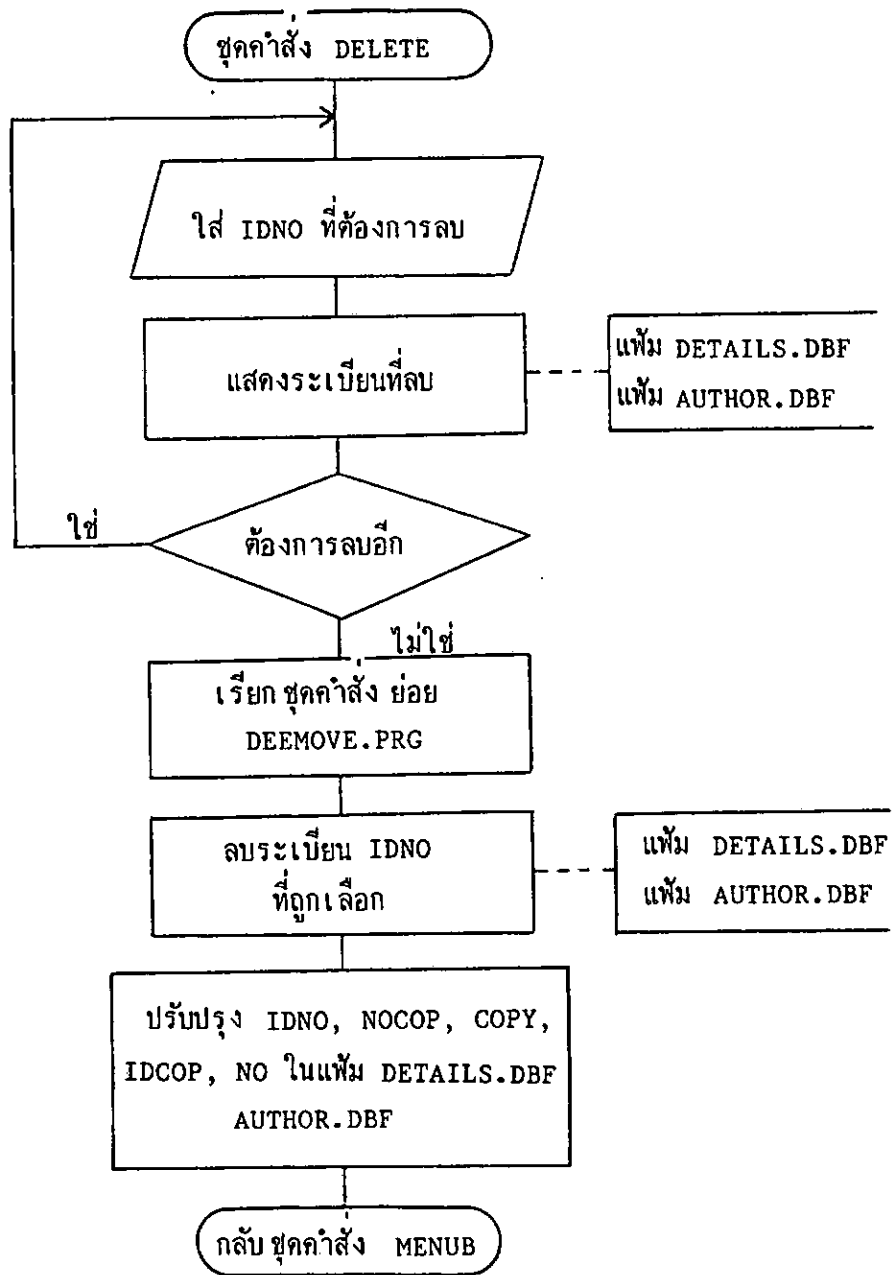 ชุดคำสั่ง DELETE
ใส่ IDNO ที่ต้องการลบ
แสดงระเบียนที่ลบ
แฟ้ม DETAILS.DBF
แฟ้ม AUTHOR.DBF
ใช่
ต้องการลบอีก
ไม่ใช่
เรียก ชุดคำสั่ง ย่อย
DEEMOVE.PRG
ลบระเบียน IDNO
ที่ถูกเลือก
แฟ้ม DETAILS.DBF
แฟ้ม AUTHOR.DBF
ปรับปรุง IDNO, NOCOP, COPY,
IDCOP, NO ในแฟ้ม DETAILS.DBF
AUTHOR.DBF
กลับ ชุดคำสั่ง MENUB